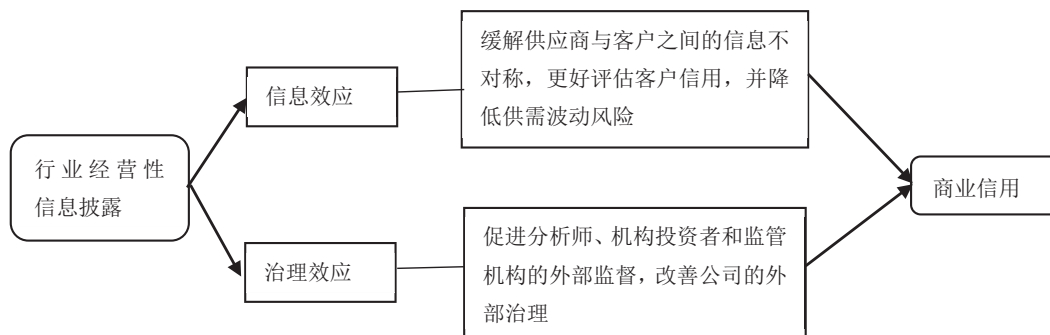 行业经营性
信息披露
信息效应
缓解供应商与客户之间的信息不
对称，更好评估客户信用，并降
低供需波动风险
治理效应
促进分析师、机构投资者和监管
机构的外部监督，改善公司的外
部治理
商业信用